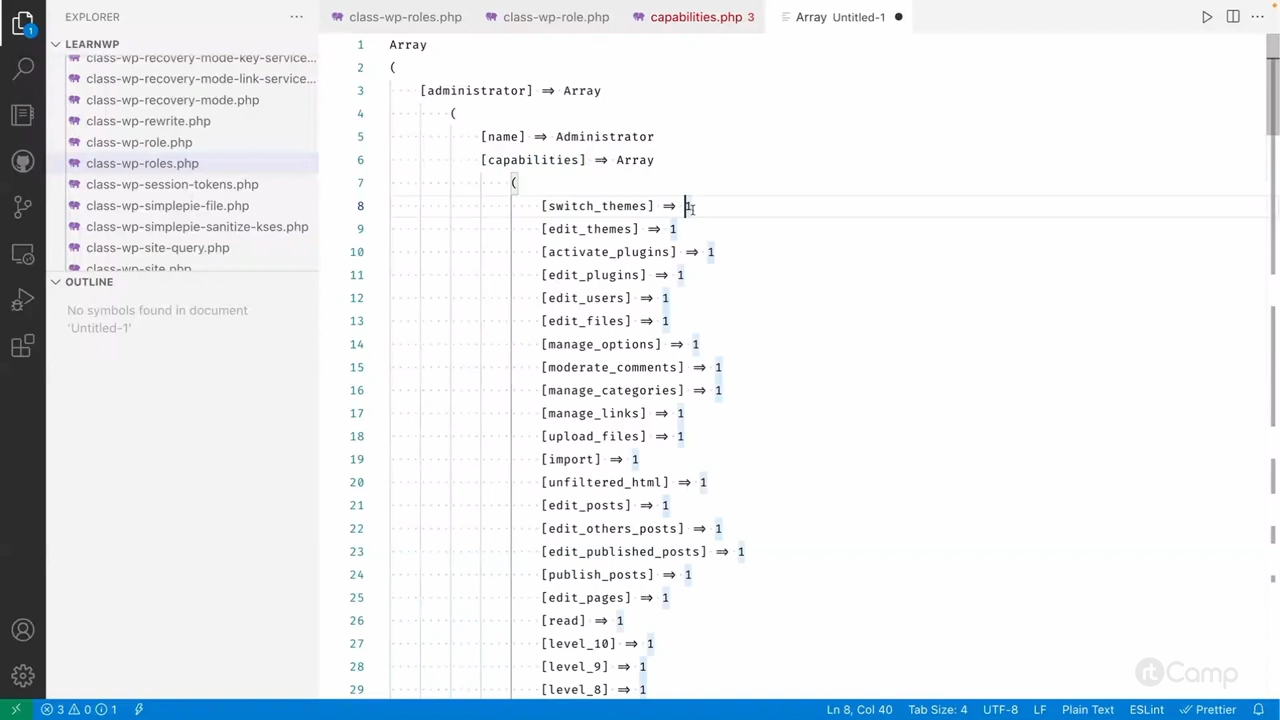 EXPLORER
···
class-wp-roles.php
class-wp-role.php
capabilities.php 3
Array Untitled-1
···
1
LEARNWP
class-wp-recovery-mode-key-service...
class-wp-recovery-mode-link-service...
class-wp-recovery-mode.php
class-wp-rewrite.php
class-wp-role.php
class-wp-roles.php
class-wp-session-tokens.php
class-wp-simplepie-file.php
class-wp-simplepie-sanitize-kses.php
class-wp-site-query.php
class-wp-site.php
OUTLINE
No symbols found in document
'Untitled-1'
1 Array
2 (
3 [administrator] => Array
4 (
5 [name] => Administrator
6 [capabilities] => Array
7 (
8 [switch_themes] => 1
9 [edit_themes] => 1
10 [activate_plugins] => 1
11 [edit_plugins] => 1
12 [edit_users] => 1
13 [edit_files] => 1
14 [manage_options] => 1
15 [moderate_comments] => 1
16 [manage_categories] => 1
17 [manage_links] => 1
18 [upload_files] => 1
19 [import] => 1
20 [unfiltered_html] => 1
21 [edit_posts] => 1
22 [edit_others_posts] => 1
23 [edit_published_posts] => 1
24 [publish_posts] => 1
25 [edit_pages] => 1
26 [read] => 1
27 [level_10] => 1
28 [level_9] => 1
29 [level_8] => 1
rtCamp
3 0 1
Ln 8, Col 40
Tab Size: 4
UTF-8
LF
Plain Text
ESLint
Prettier